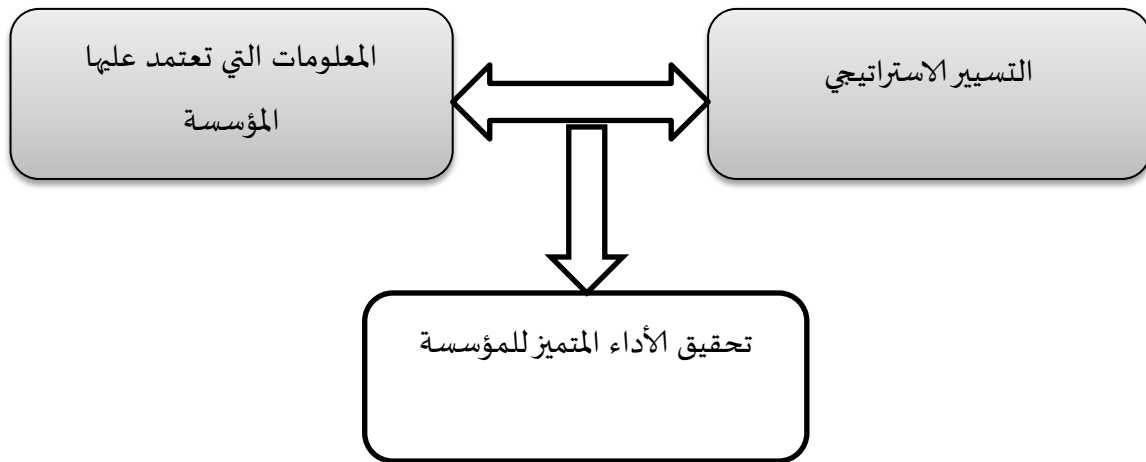 التسيير الاستراتيجي
المعلومات التي تعتمد عليها
المؤسسة
تحقيق الأداء المتميز للمؤسسة